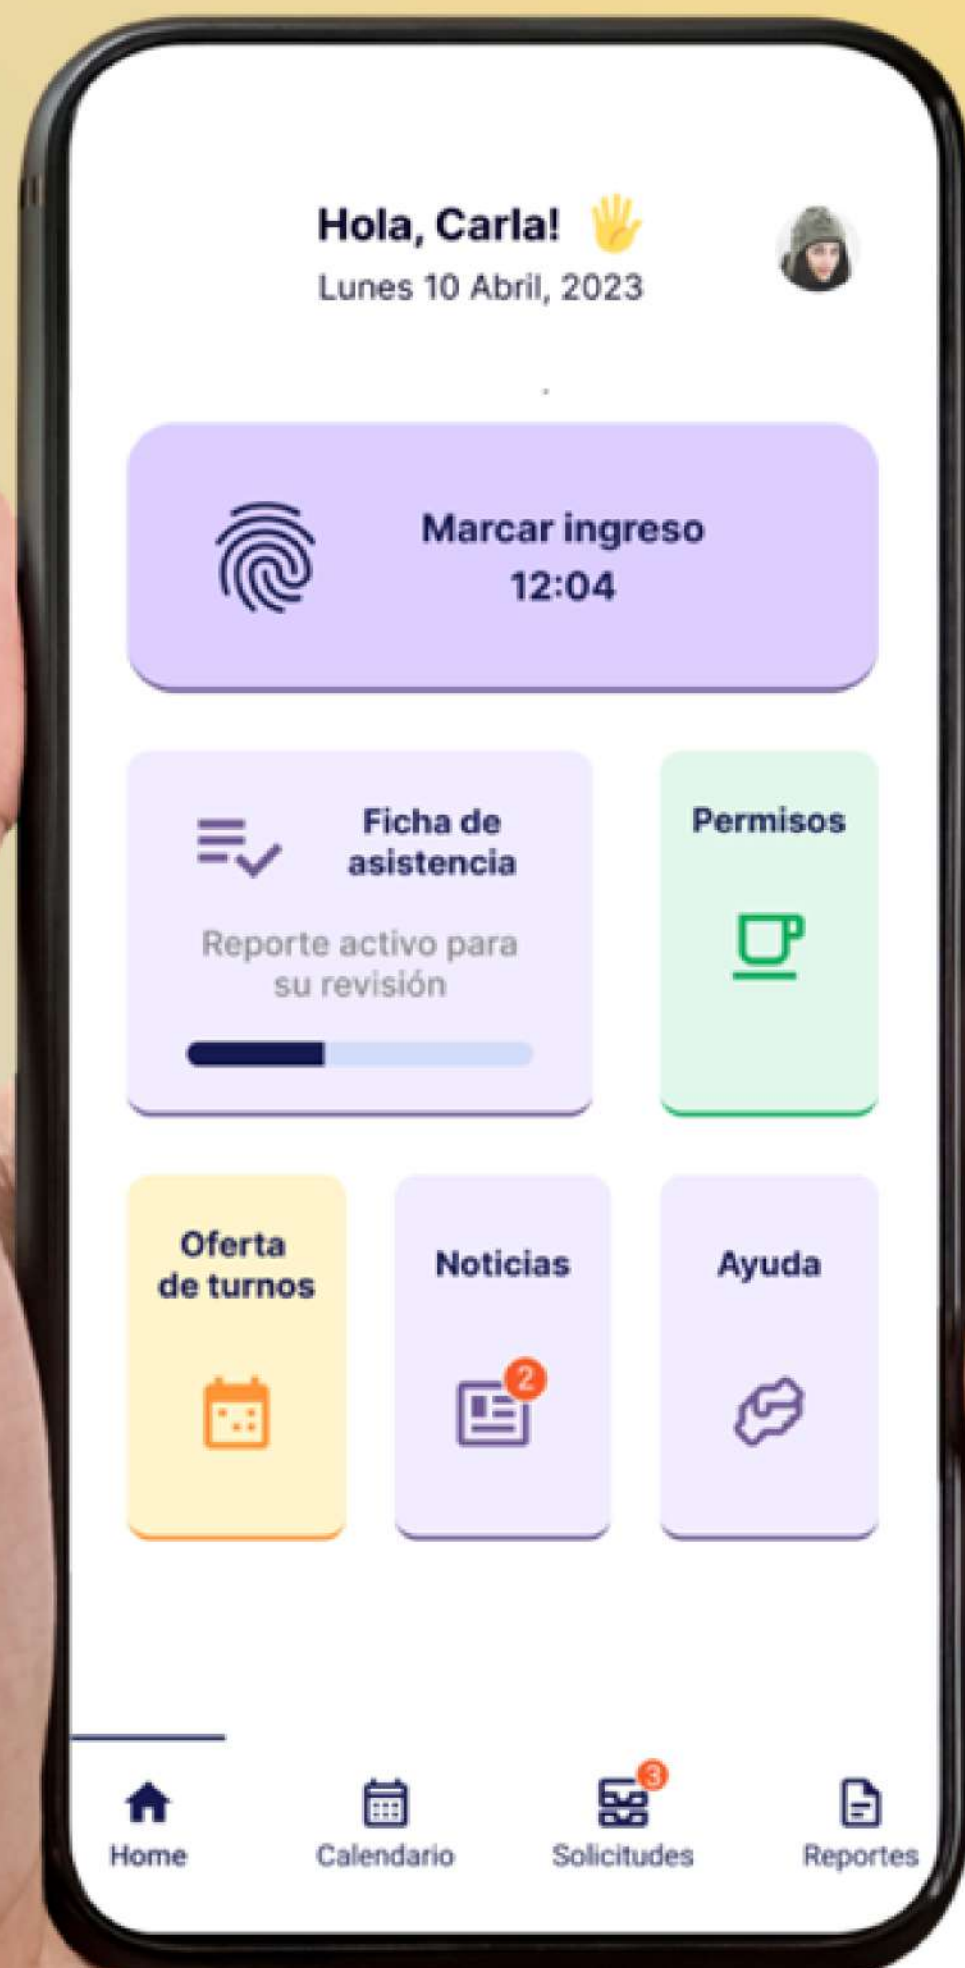 Hola, Carla! 🖐
Lunes 10 Abril, 2023
Marcar ingreso
12:04
Ficha de
asistencia
Reporte activo para
su revisión
Permisos
Oferta
de turnos
Noticias
2
Ayuda
Home
Calendario
3
Solicitudes
Reportes